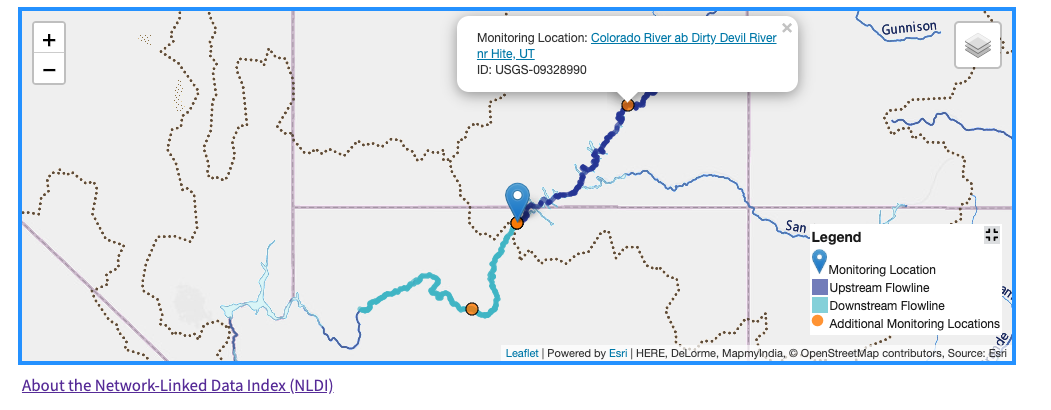 +
−
Monitoring Location: Colorado River ab Dirty Devil River
nr Hite, UT
ID: USGS-09328990
×
Gunnison
San
Legend
Monitoring Location
Upstream Flowline
Downstream Flowline
Additional Monitoring Locations
Leaflet | Powered by Esri | HERE, DeLorme, MapmyIndia, © OpenStreetMap contributors, Source: Esri
About the Network-Linked Data Index (NLDI)